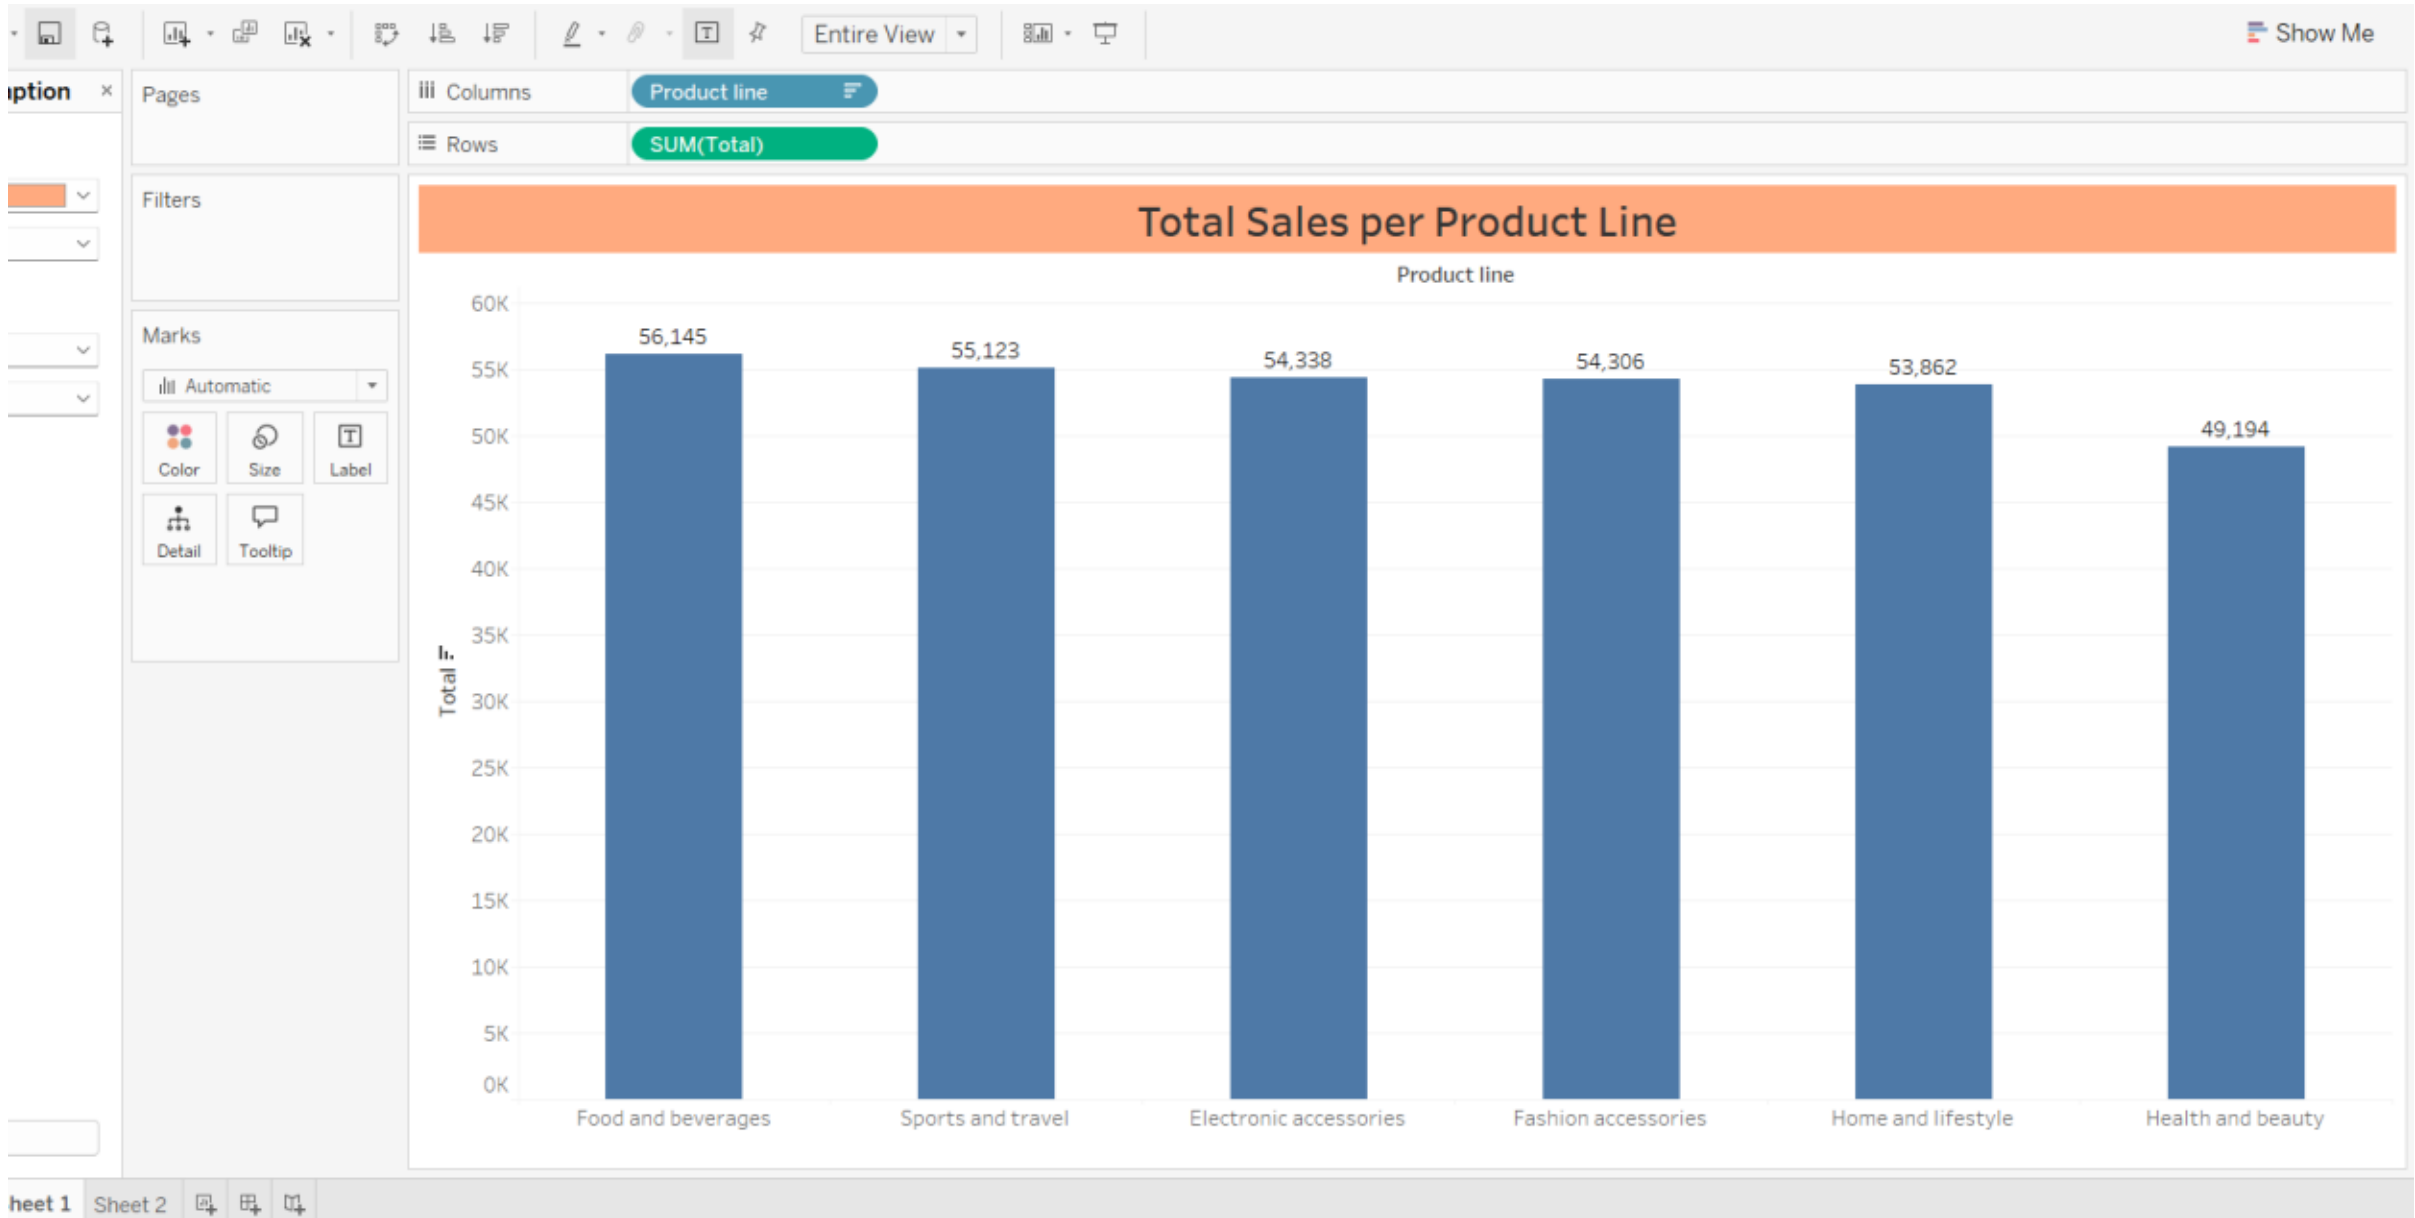 Entire View
Show Me
Pages
Columns
Product line
Rows
SUM(Total)
Filters
Total Sales per Product Line
Product line
Marks
Automatic
Color
Size
Label
Detail
Tooltip
Total
60K
55K
50K
45K
40K
35K
30K
25K
20K
15K
10K
5K
0K
56,145
55,123
54,338
54,306
53,862
49,194
Food and beverages
Sports and travel
Electronic accessories
Fashion accessories
Home and lifestyle
Health and beauty
heet 1
Sheet 2